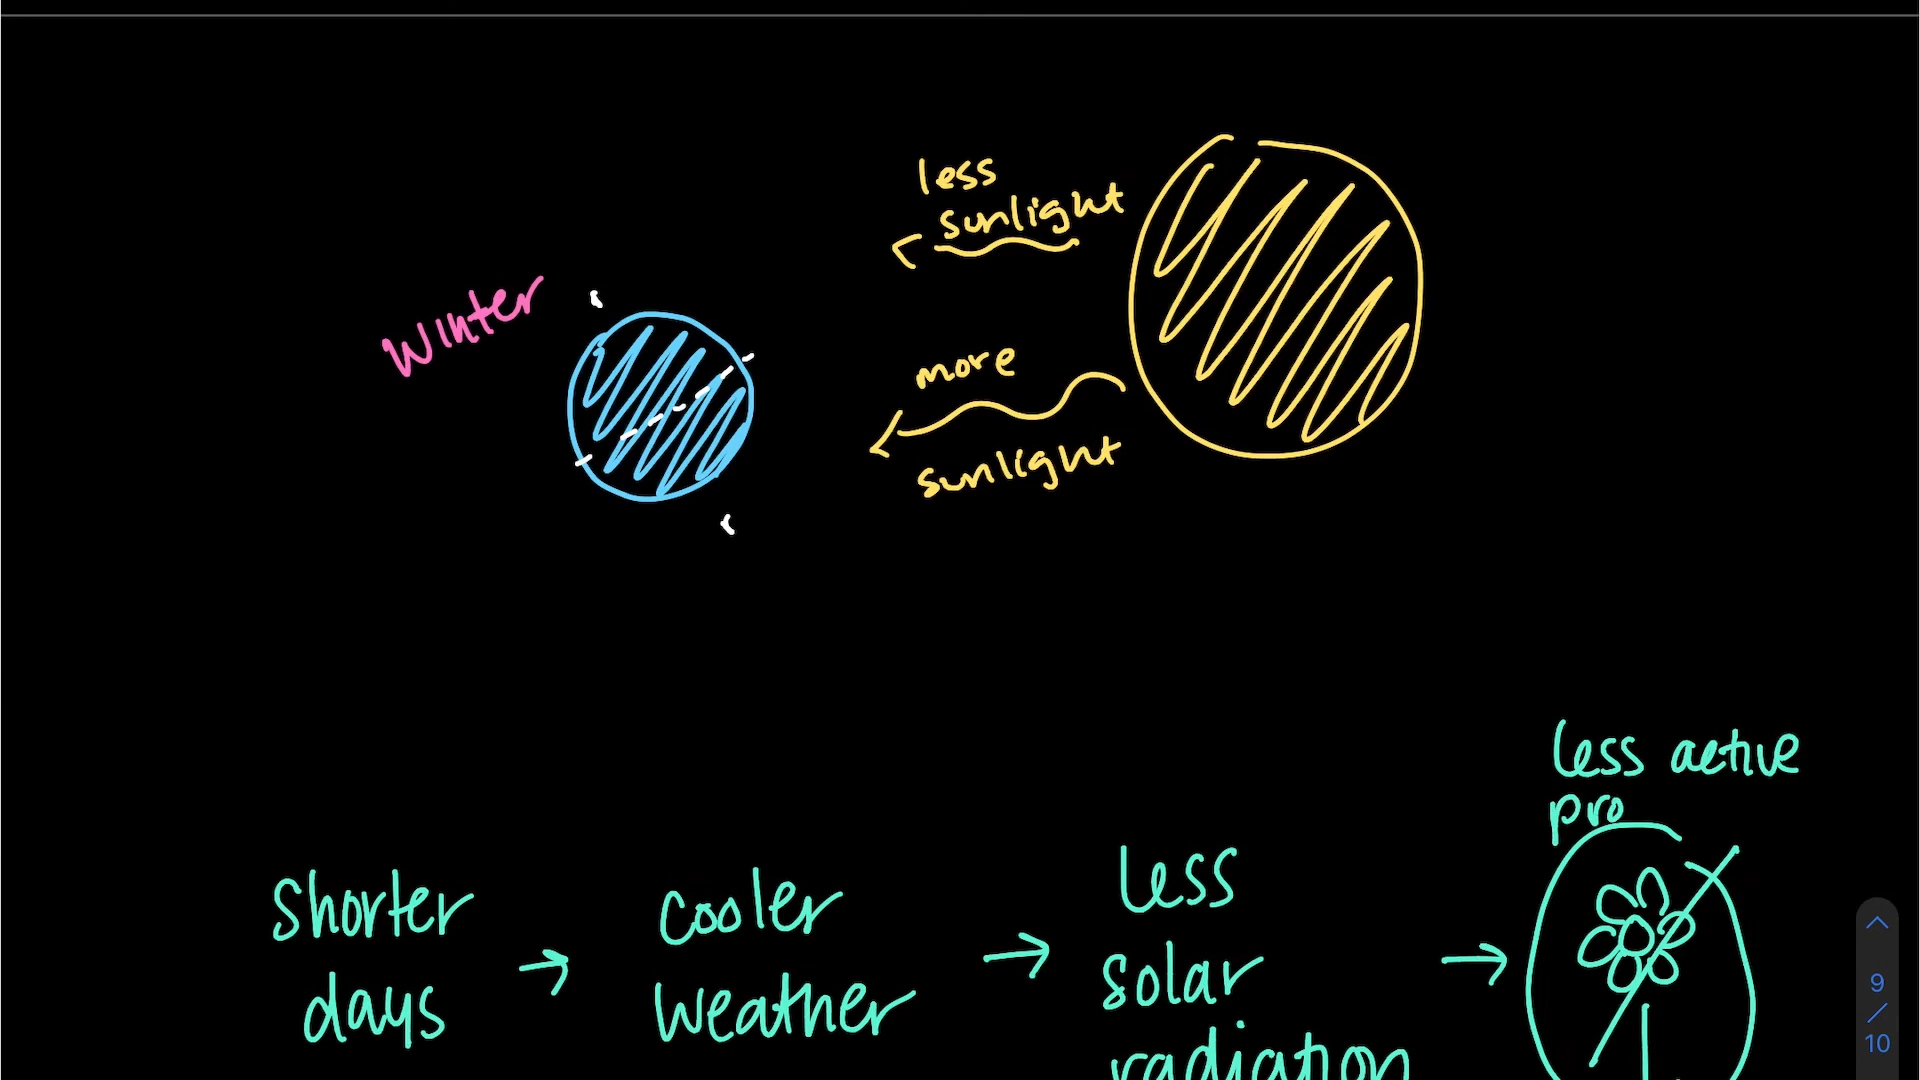 less
sunlight
Winter
more
sunlight
less active
pro
shorter
days
cooler
weather
less
solar
radiation
9
/
10